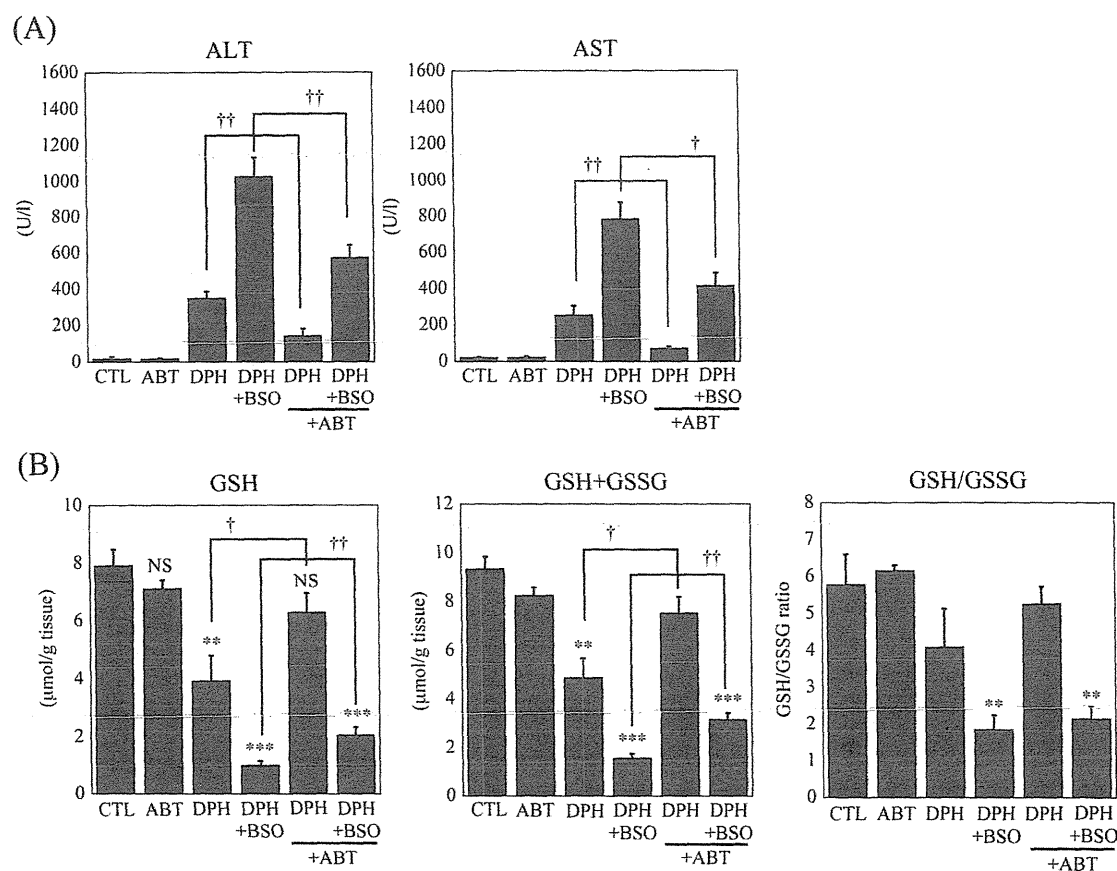 (A)
ALT
1600
1400
1200
1000
800
600
400
200
0
(U/l)
††
††
CTL ABT DPH DPH DPH DPH
+BSO +BSO
+ABT
AST
1600
1400
1200
1000
800
600
400
200
0
(U/l)
††
†
CTL ABT DPH DPH DPH DPH
+BSO +BSO
+ABT
(B)
GSH
10
8
6
4
2
0
(μmol/g tissue)
NS
**
***
†
NS
††
***
CTL ABT DPH DPH DPH DPH
+BSO +BSO
+ABT
GSH+GSSG
12
10
8
6
4
2
0
(μmol/g tissue)
**
***
†
††
***
CTL ABT DPH DPH DPH DPH
+BSO +BSO
+ABT
GSH/GSSG
8
7
6
5
4
3
2
1
0
GSH/GSSG ratio
**
**
CTL ABT DPH DPH DPH DPH
+BSO +BSO
+ABT